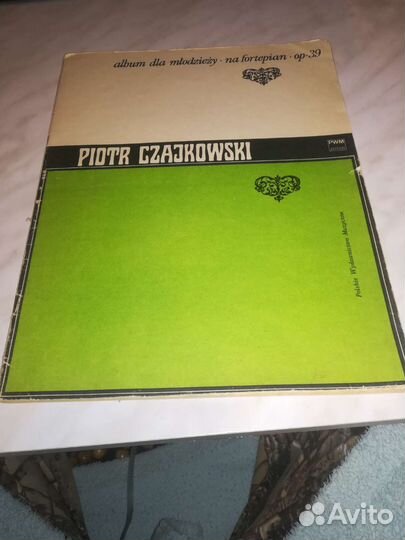 album dla młodzieży · na fortepian · op·39
PIOTR CZAJKOWSKI
PWM
Polskie Wydawnictwo Muzyczne
Avito